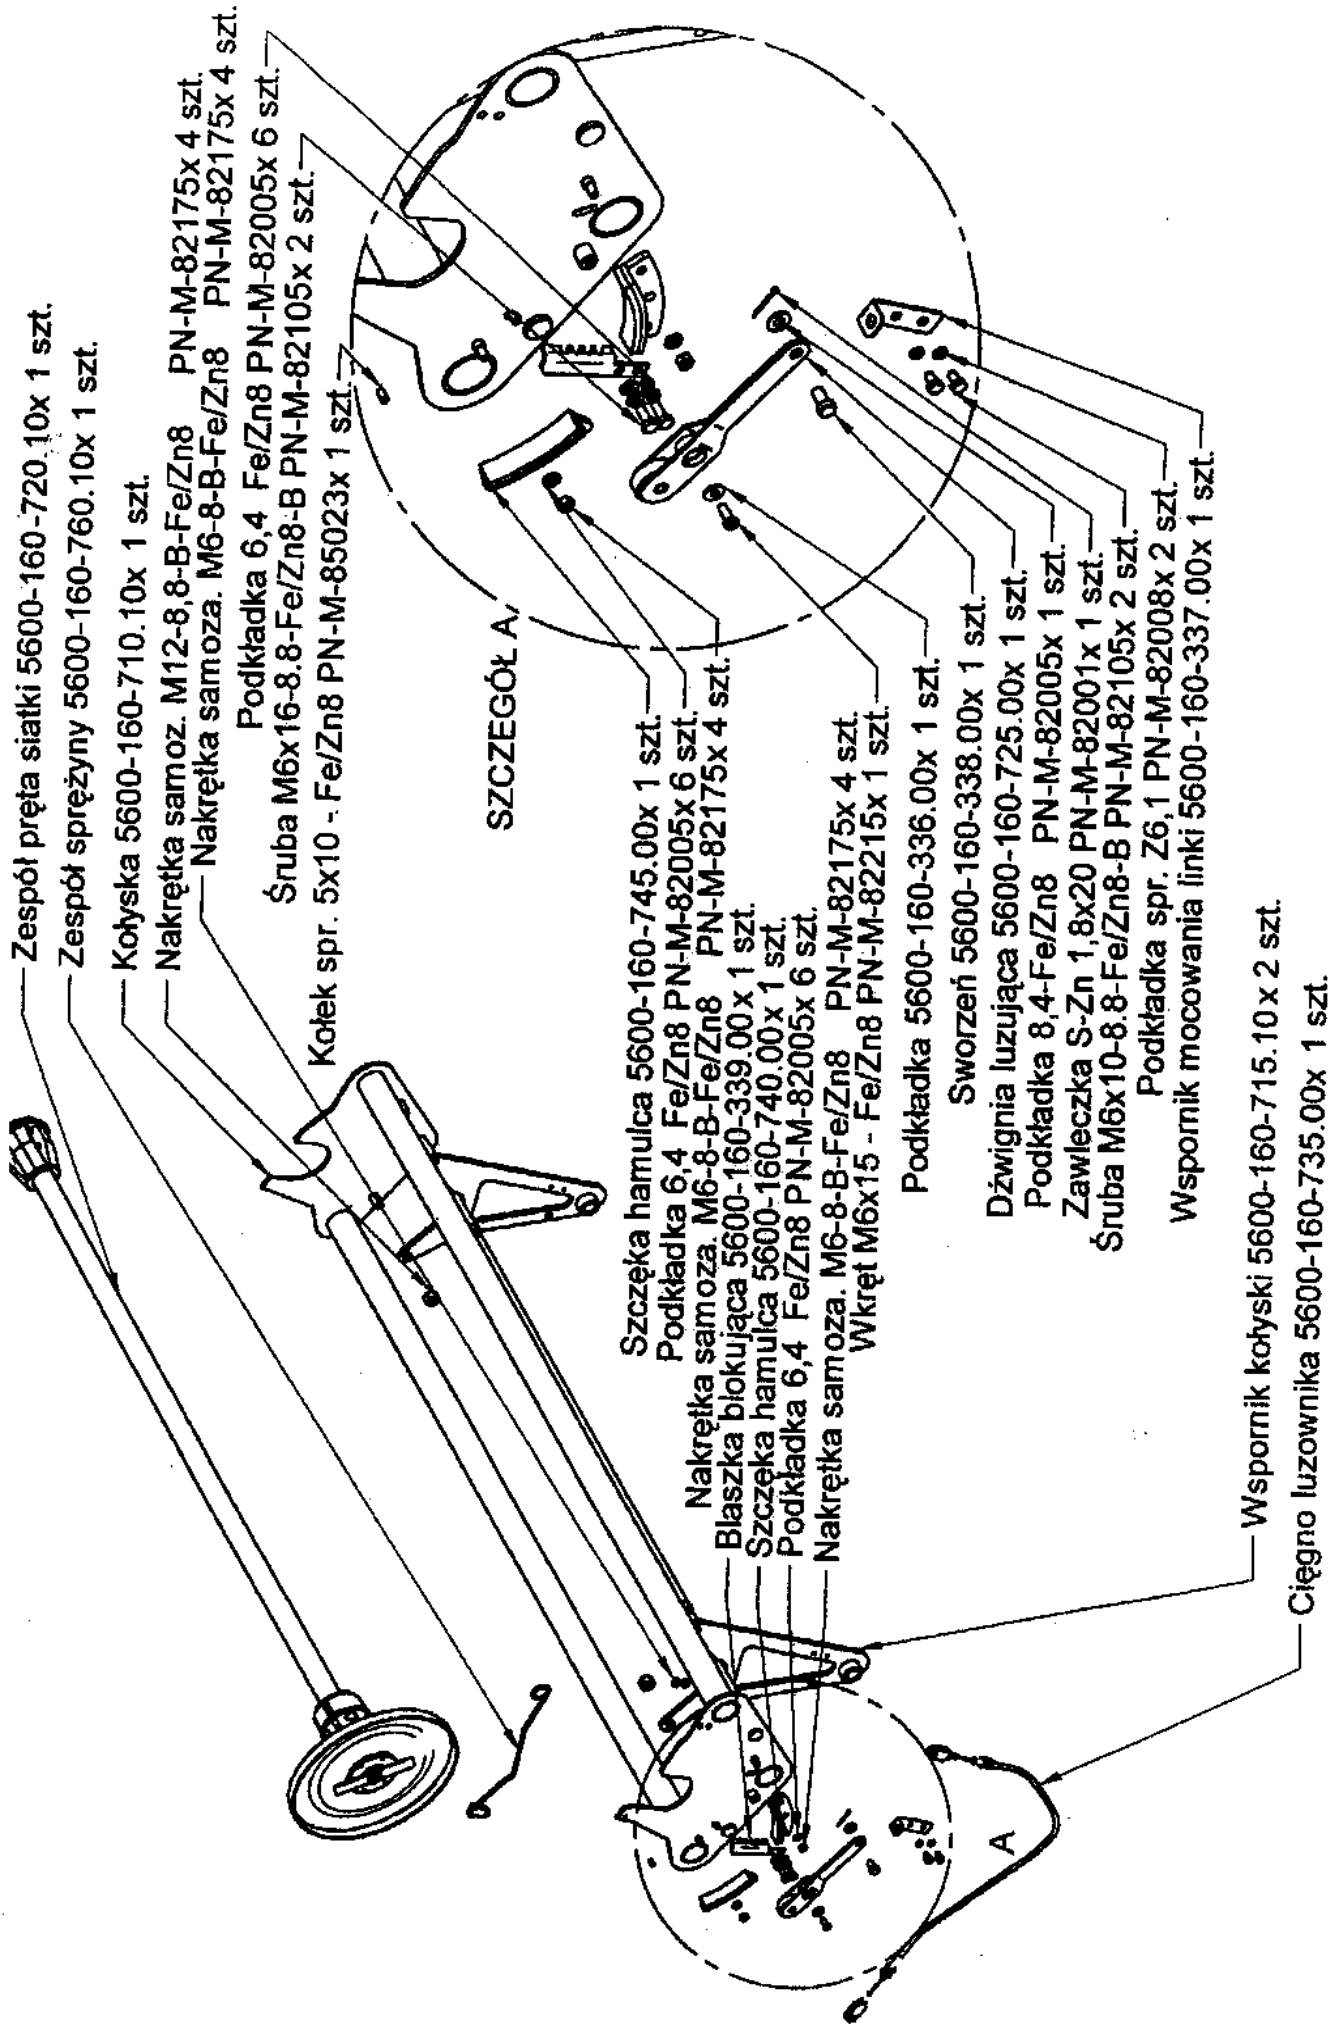 Zespół pręta siatki 5600-160-720.10x 1 szt.
Zespół sprężyny 5600-160-760.10x 1 szt.
Kołyska 5600-160-710.10x 1 szt.
Nakrętka samoz. M12-8,8-B-Fe/Zn8 PN-M-82175x 4 szt.
Nakrętka samoza. M6-8-B-Fe/Zn8 PN-M-82175x 4 szt.
Podkładka 6,4 Fe/Zn8 PN-M-82005x 6 szt.
Śruba M6x16-8.8-Fe/Zn8-B PN-M-82105x 2 szt.
Kołek spr. 5x10 - Fe/Zn8 PN-M-85023x 1 szt.
SZCZEGÓŁ A
Szczęka hamulca 5600-160-745.00x 1 szt.
Podkładka 6,4 Fe/Zn8 PN-M-82005x 6 szt.
Nakrętka samoza. M6-8-B-Fe/Zn8 PN-M-82175x 4 szt.
Blaszka blokująca 5600-160-339.00x 1 szt.
Szczęka hamulca 5600-160-740.00x 1 szt.
Podkładka 6,4 Fe/Zn8 PN-M-82005x 6 szt.
Nakrętka samoza. M6-8-B-Fe/Zn8 PN-M-82175x 4 szt.
Wkręt M6x15 - Fe/Zn8 PN-M-82215x 1 szt.
Podkładka 5600-160-336.00x 1 szt.
Sworzeń 5600-160-338.00x 1 szt.
Dźwignia luzująca 5600-160-725.00x 1 szt.
Podkładka 8,4-Fe/Zn8 PN-M-82005x 1 szt.
Zawleczka S-Zn 1,8x20 PN-M-82001x 1 szt.
Śruba M6x10-8.8-Fe/Zn8-B PN-M-82105x 2 szt.
Podkładka spr. Z6,1 PN-M-82008x 2 szt.
Wspornik mocowania linki 5600-160-337.00x 1 szt.
Wspornik kołyski 5600-160-715.10x 2 szt.
Cięgno luzownika 5600-160-735.00x 1 szt.
A